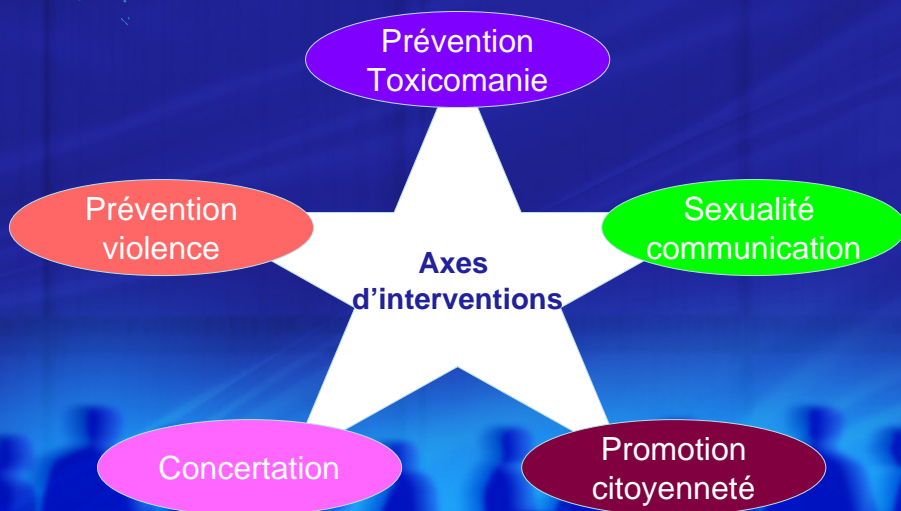 Prévention
Toxicomanie
Prévention
violence
Sexualité
communication
Axes
d’interventions
Concertation
Promotion
citoyenneté